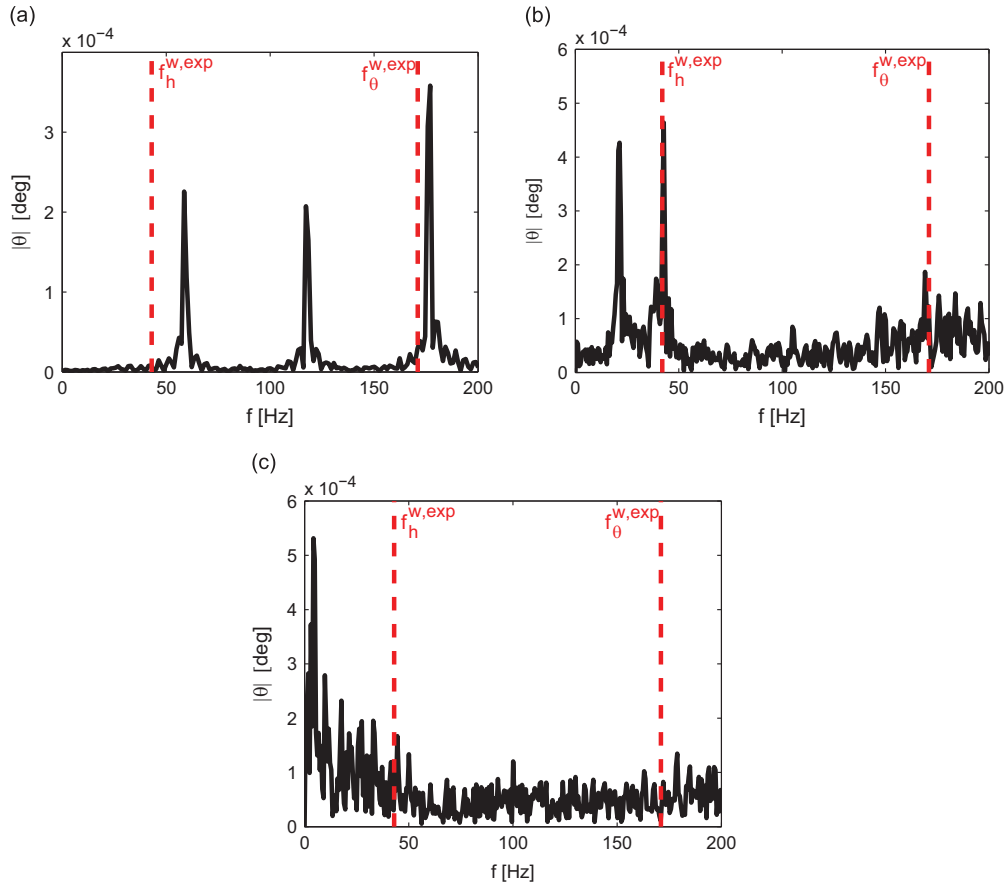 (a)
x 10⁻⁴
f_h^{w,exp}
f_θ^{w,exp}
3
2
1
0
|θ| [deg]
0 50 100 150 200
f [Hz]
(b)
x 10⁻⁴
f_h^{w,exp}
f_θ^{w,exp}
6
5
4
3
2
1
0
|θ| [deg]
0 50 100 150 200
f [Hz]
(c)
x 10⁻⁴
f_h^{w,exp}
f_θ^{w,exp}
6
5
4
3
2
1
0
|θ| [deg]
0 50 100 150 200
f [Hz]